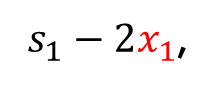 s₁ − 2x₁,